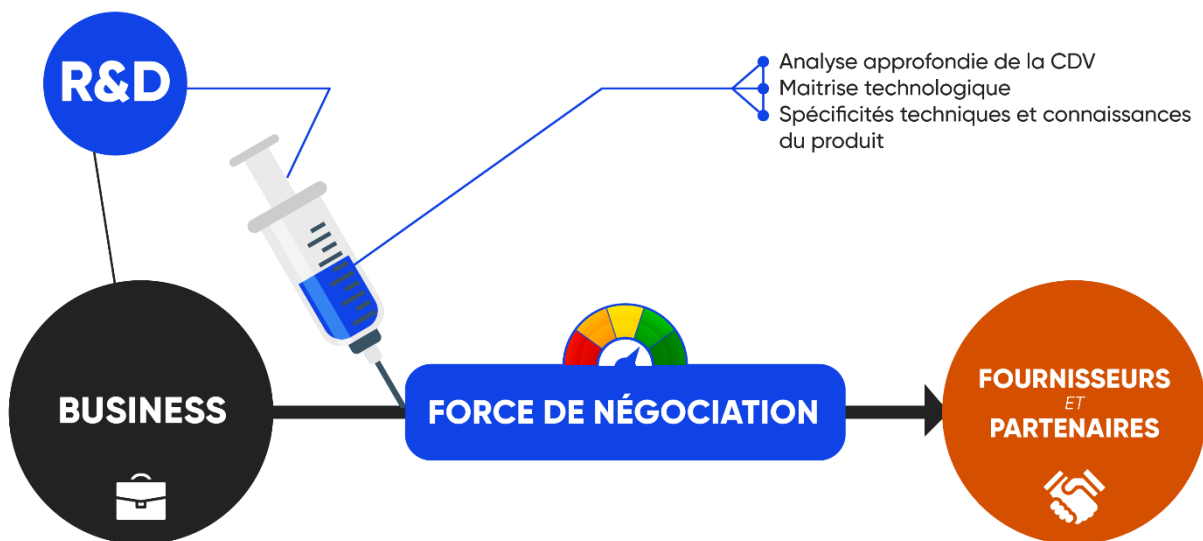 R&D
Analyse approfondie de la CDV
Maitrise technologique
Spécificités techniques et connaissances
du produit
BUSINESS
FORCE DE NÉGOCIATION
FOURNISSEURS
ET
PARTENAIRES